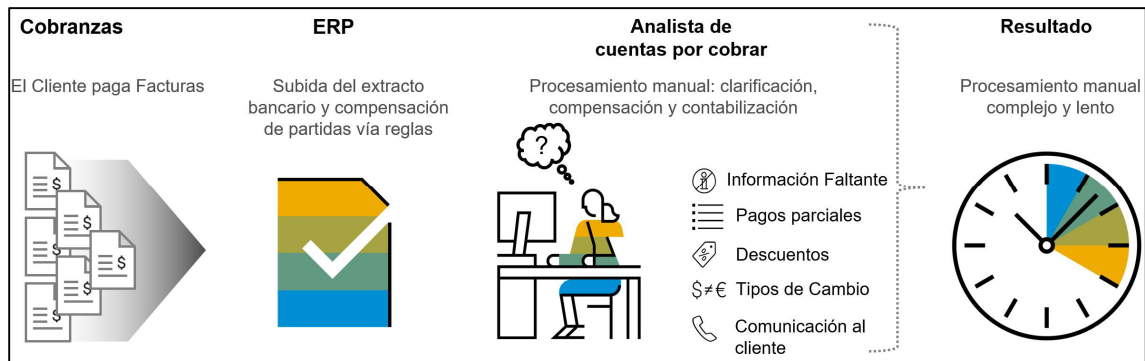 Cobranzas
El Cliente paga Facturas
$
$
$
$
$
$
ERP
Subida del extracto
bancario y compensación
de partidas vía reglas
Analista de
cuentas por cobrar
Procesamiento manual: clarificación,
compensación y contabilización
?
Información Faltante
Pagos parciales
% Descuentos
$≠€ Tipos de Cambio
Comunicación al
cliente
Resultado
Procesamiento manual
complejo y lento